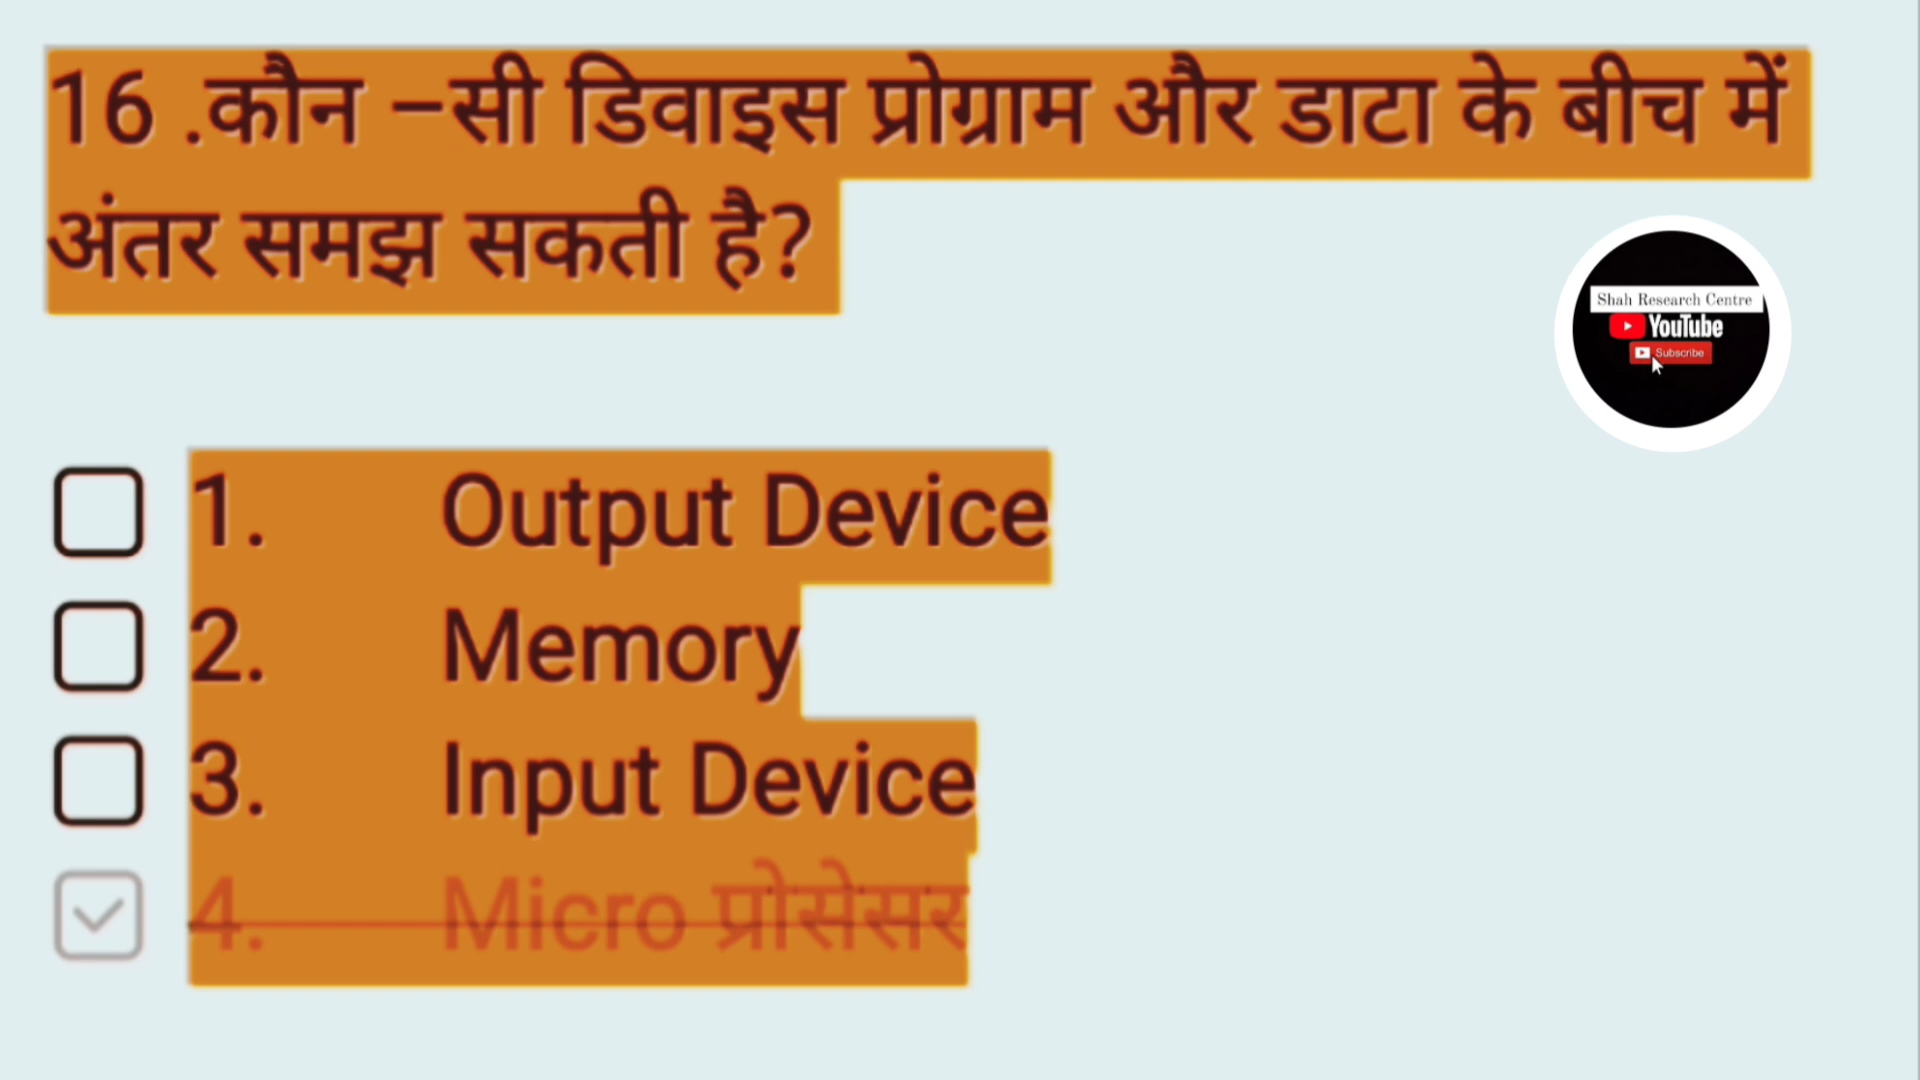 16 .कौन –सी डिवाइस प्रोग्राम और डाटा के बीच में
अंतर समझ सकती है?
Shah Research Centre
YouTube
Subscribe
1. Output Device
2. Memory
3. Input Device
4. Micro प्रोसेसर